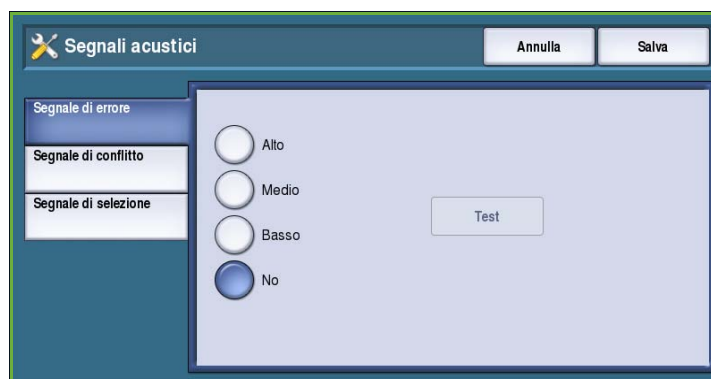 Segnali acustici
Annulla
Salva
Segnale di errore
Segnale di conflitto
Segnale di selezione
Alto
Medio
Basso
No
Test